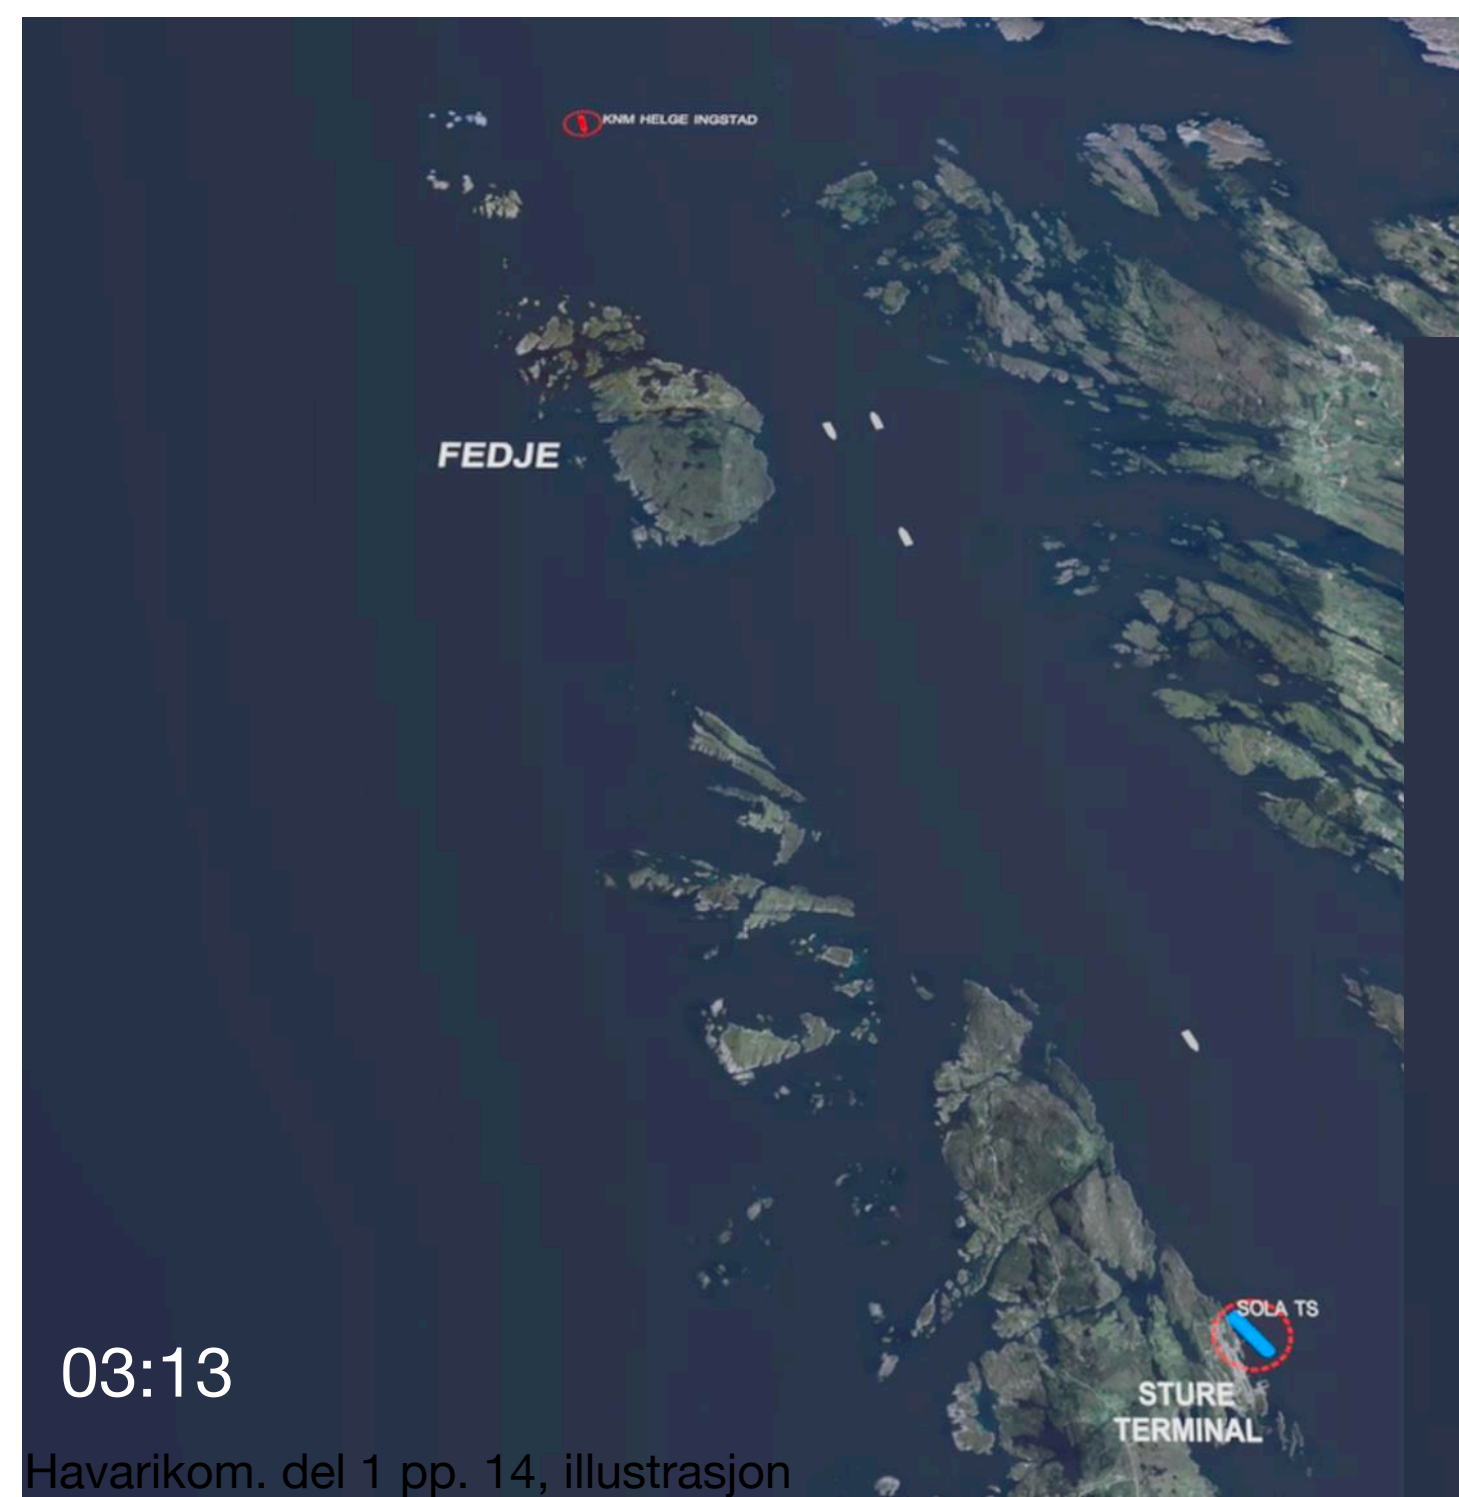 KNM HELGE INGSTAD
FEDJE
SOLA TS
STURE
TERMINAL
03:13
Havarikom. del 1 pp. 14, illustrasjon